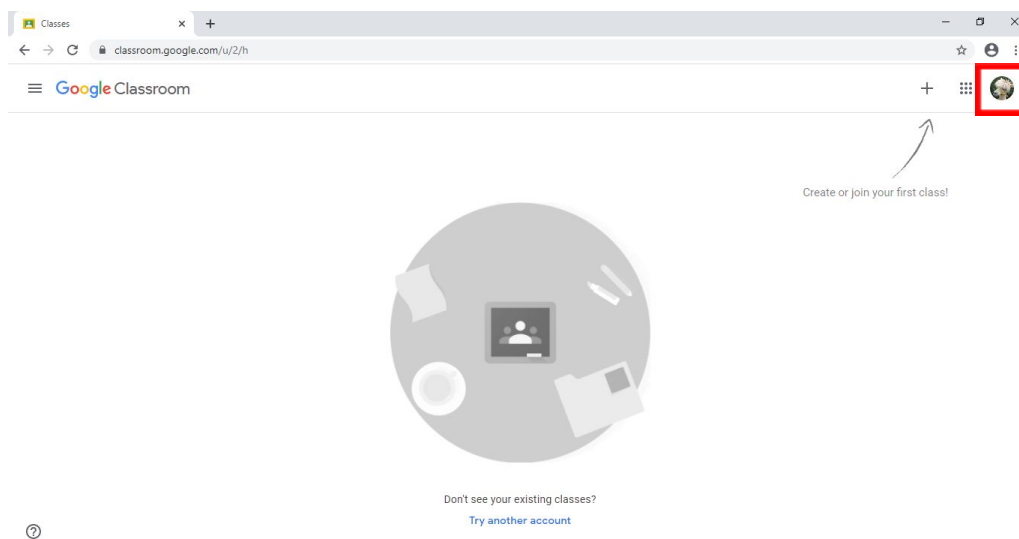 Classes
classroom.google.com/u/2/h
Google Classroom
Create or join your first class!
Don't see your existing classes?
Try another account